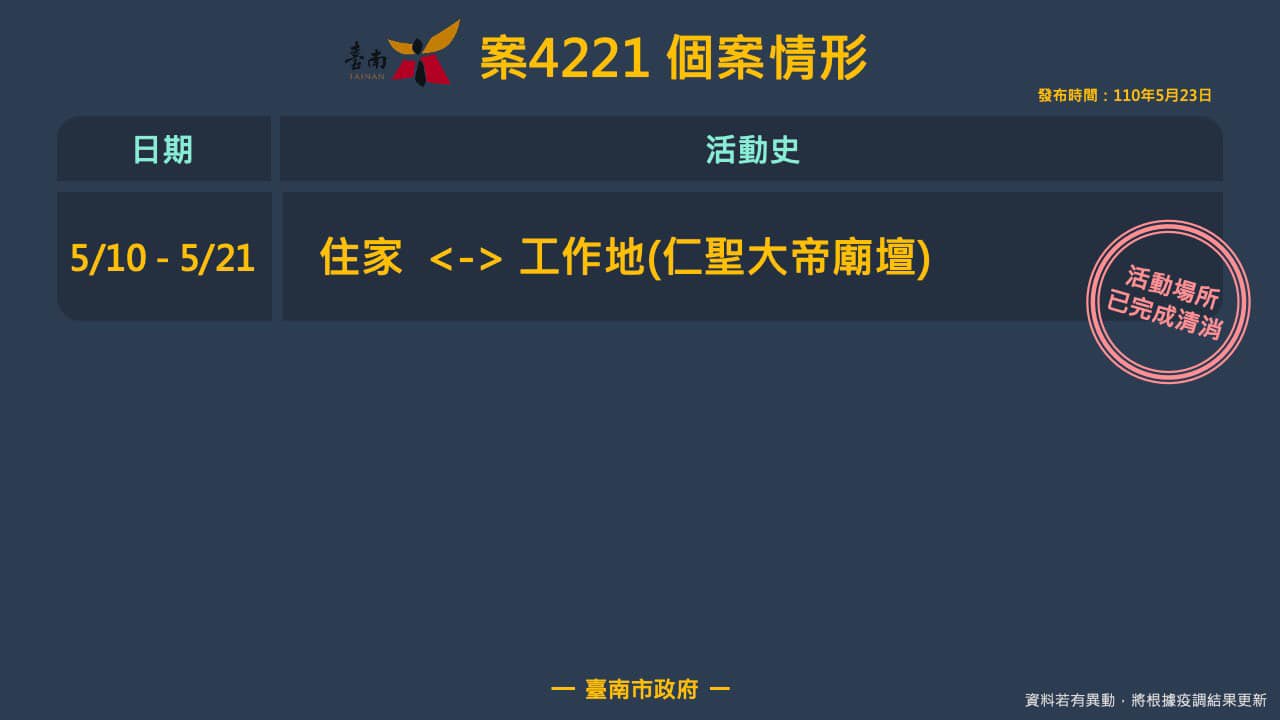 臺南
TAINAN
案4221 個案情形
發布時間：110年5月23日
日期
活動史
5/10 - 5/21
住家 <-> 工作地(仁聖大帝廟壇)
活動場所
已完成清消
— 臺南市政府 —
資料若有異動，將根據疫調結果更新